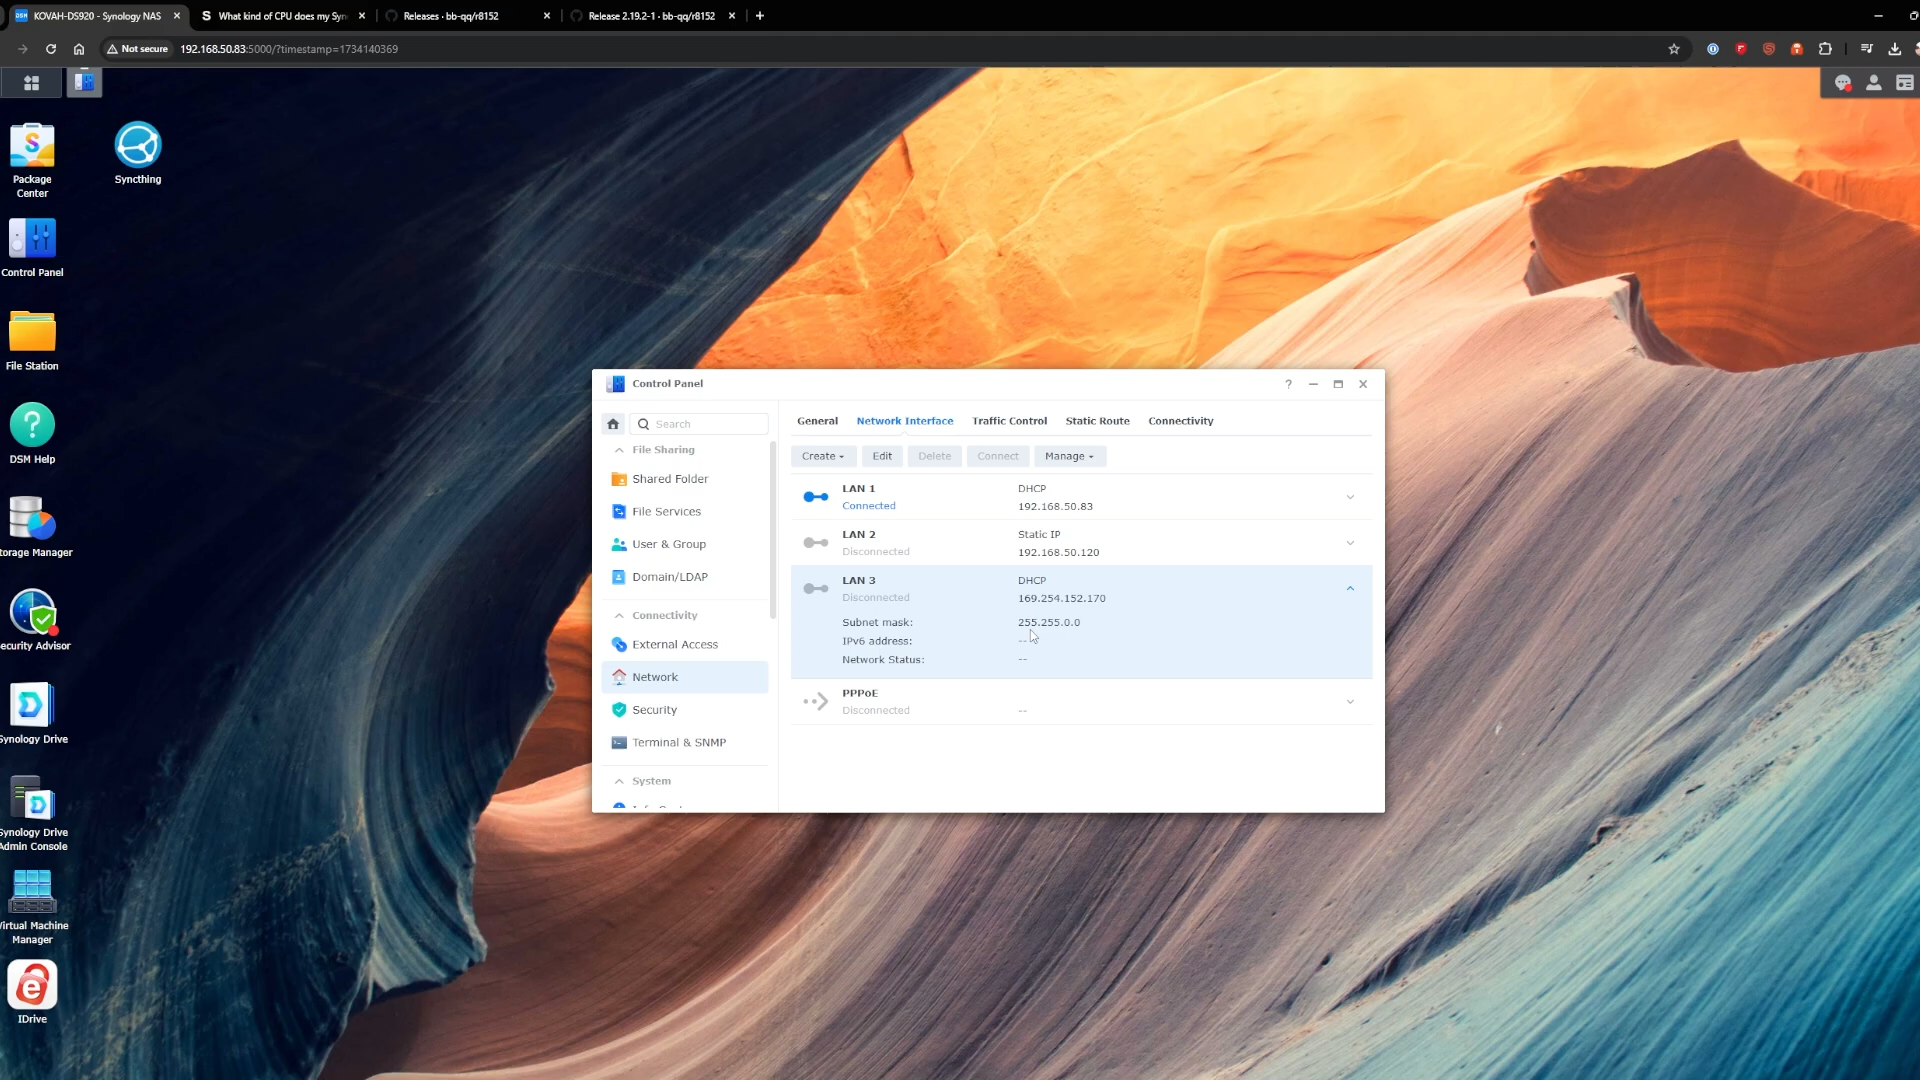 KOVAH-DS920 - Synology NAS
What kind of CPU does my Syn
Releases · bb-qq/r8152
Release 2.19.2-1 · bb-qq/r8152
Not secure
192.168.50.83:5000/?timestamp=1734140369
Package
Center
Syncthing
Control Panel
File Station
DSM Help
torage Manager
ecurity Advisor
Synology Drive
Synology Drive
Admin Console
Virtual Machine
Manager
IDrive
Control Panel
Search
File Sharing
Shared Folder
File Services
User & Group
Domain/LDAP
Connectivity
External Access
Network
Security
Terminal & SNMP
System
General Network Interface Traffic Control Static Route Connectivity
Create Edit Delete Connect Manage
LAN 1 DHCP
Connected 192.168.50.83
LAN 2 Static IP
Disconnected 192.168.50.120
LAN 3 DHCP
Disconnected 169.254.152.170
Subnet mask: 255.255.0.0
IPv6 address: --
Network Status: --
PPPoE
Disconnected --